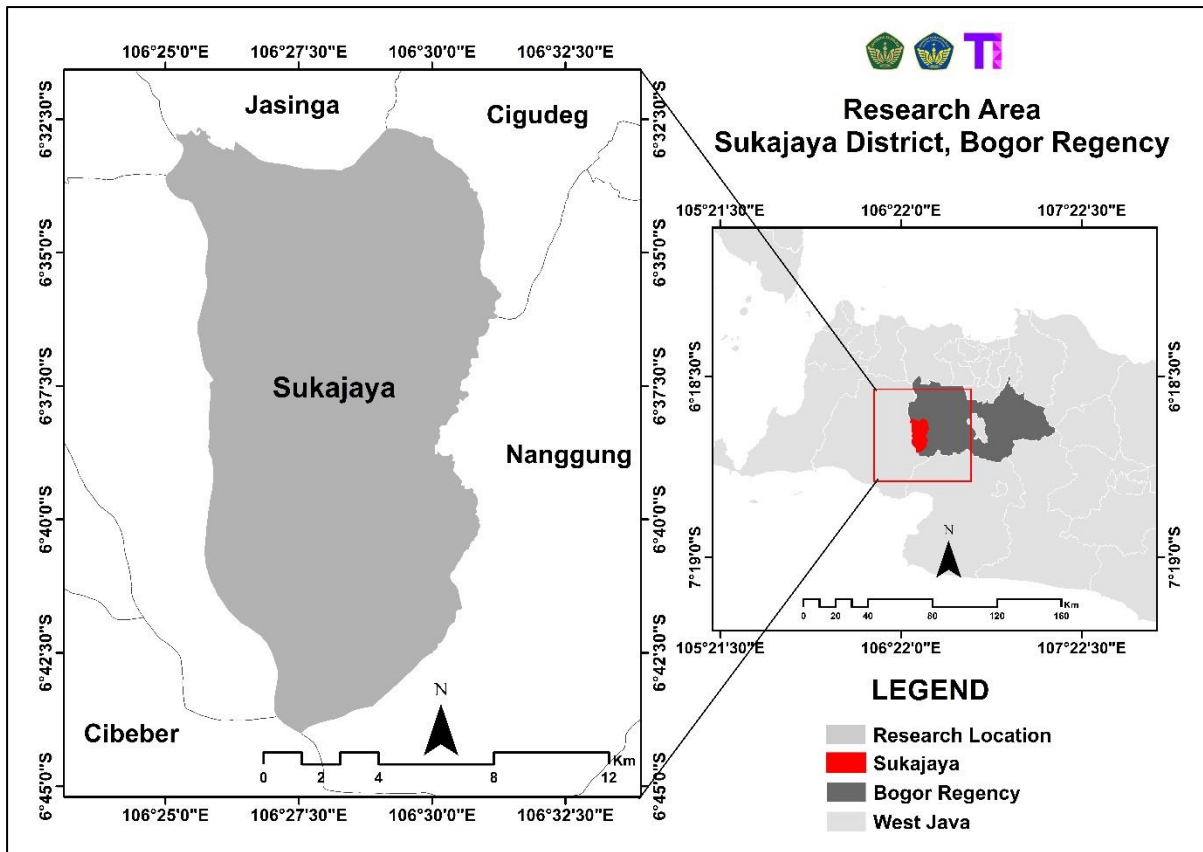 Research Area
Sukajaya District, Bogor Regency
106°25'0"E 106°27'30"E 106°30'0"E 106°32'30"E
6°32'30"S 6°32'30"S
6°35'0"S 6°35'0"S
6°37'30"S 6°37'30"S
6°40'0"S 6°40'0"S
6°42'30"S 6°42'30"S
6°45'0"S 6°45'0"S
Jasinga
Cigudeg
Sukajaya
Nanggung
Cibeber
N
0 2 4 8 12 Km
106°25'0"E 106°27'30"E 106°30'0"E 106°32'30"E
105°21'30"E 106°22'0"E 107°22'30"E
6°18'30"S 6°18'30"S
7°19'0"S 7°19'0"S
N
0 20 40 80 120 160 Km
105°21'30"E 106°22'0"E 107°22'30"E
LEGEND
Research Location
Sukajaya
Bogor Regency
West Java